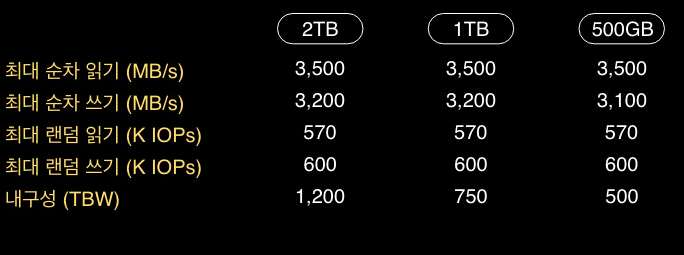 2TB 1TB 500GB
최대 순차 읽기 (MB/s) 3,500 3,500 3,500
최대 순차 쓰기 (MB/s) 3,200 3,200 3,100
최대 랜덤 읽기 (K IOPs) 570 570 570
최대 랜덤 쓰기 (K IOPs) 600 600 600
내구성 (TBW) 1,200 750 500